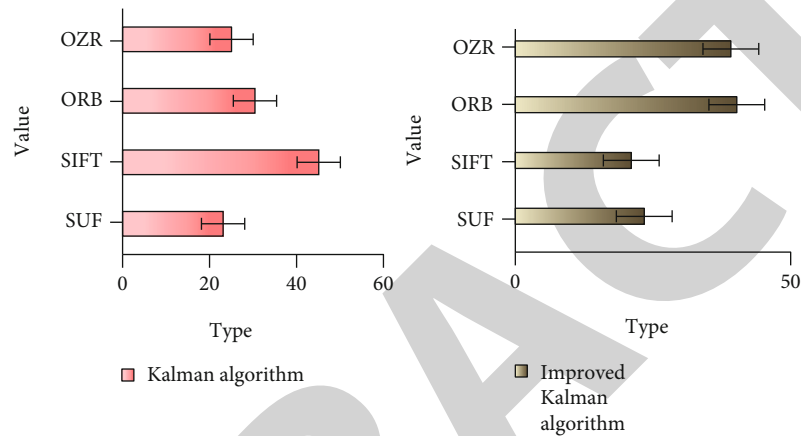 OZR
ORB
SIFT
SUF
Value
0 20 40 60
Type
Kalman algorithm
OZR
ORB
SIFT
SUF
Value
0 50
Type
Improved
Kalman
algorithm